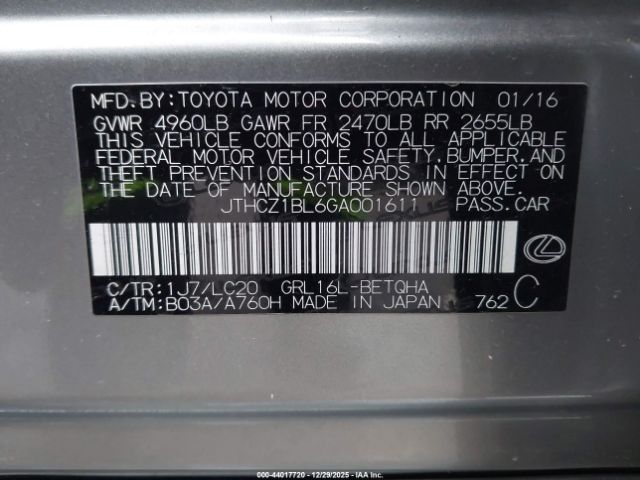 MFD.BY:TOYOTA MOTOR CORPORATION 01/16
GVWR 4960LB GAWR FR 2470LB RR 2655LB
THIS VEHICLE CONFORMS TO ALL APPLICABLE
FEDERAL MOTOR VEHICLE SAFETY,BUMPER,AND
THEFT PREVENTION STANDARDS IN EFFECT ON
THE DATE OF MANUFACTURE SHOWN ABOVE.
JTHCZ1BL6GA001611 PASS.CAR
C/TR:1J7/LC20 GRL16L-BETQHA
A/TM:B03A/A760H MADE IN JAPAN 762 C
000-44017720 - 12/29/2025 - IAA Inc.